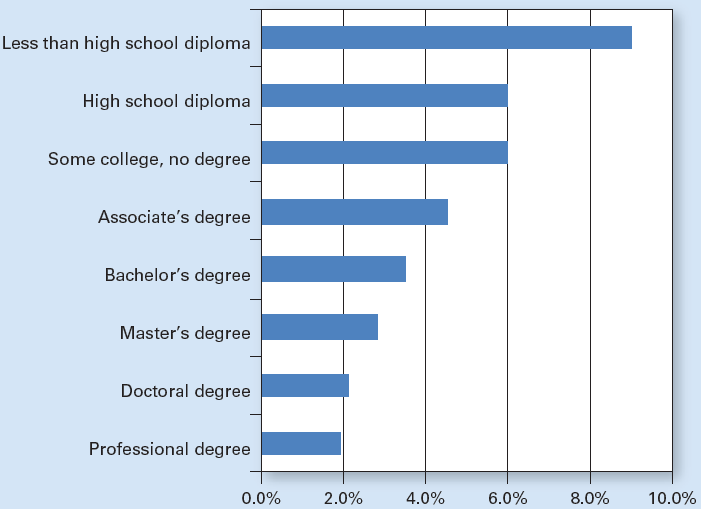 Less than high school diploma
High school diploma
Some college, no degree
Associate’s degree
Bachelor’s degree
Master’s degree
Doctoral degree
Professional degree
0.0% 2.0% 4.0% 6.0% 8.0% 10.0%